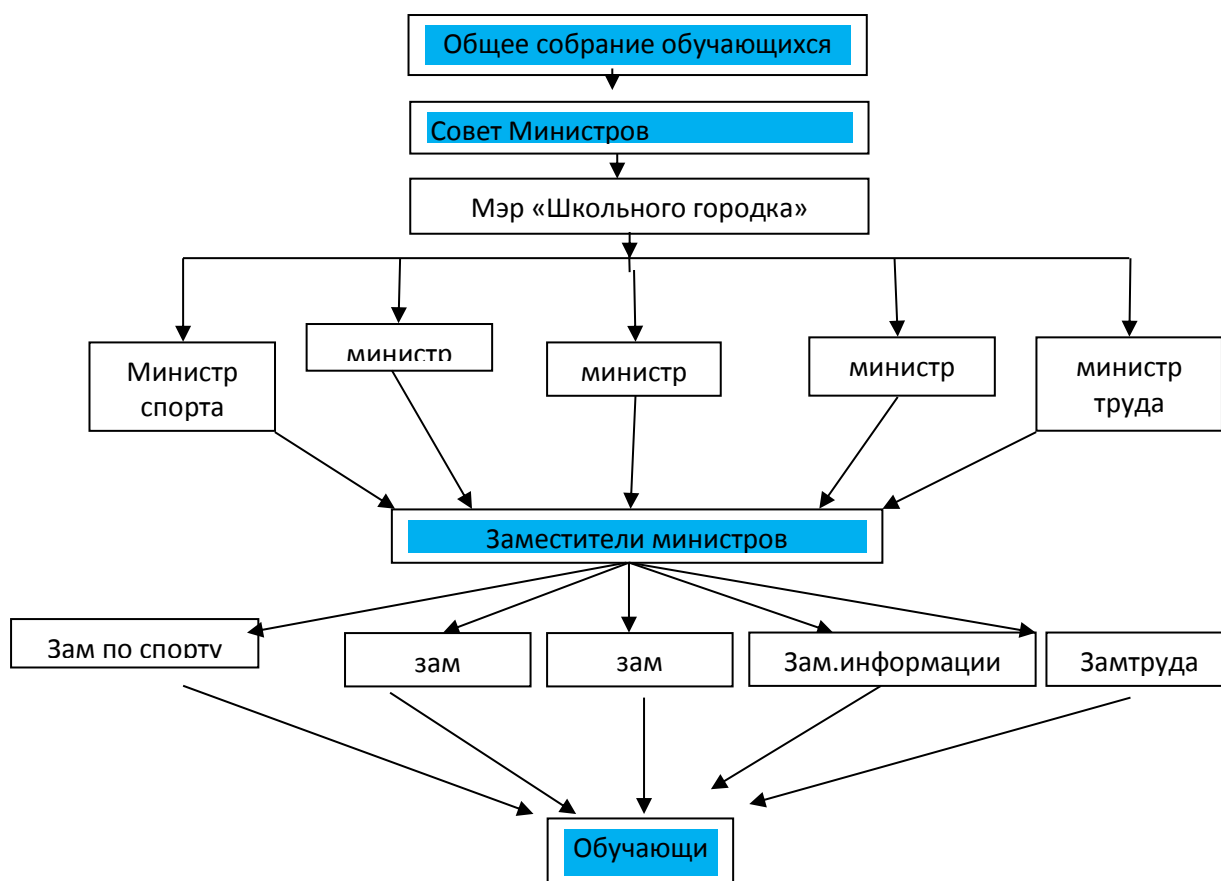 Общее собрание обучающихся
Совет Министров
Мэр «Школьного городка»
Министр
спорта
министр
министр
министр
министр
труда
Заместители министров
Зам по спорту
зам
зам
Зам.информации
Замтруда
Обучающи